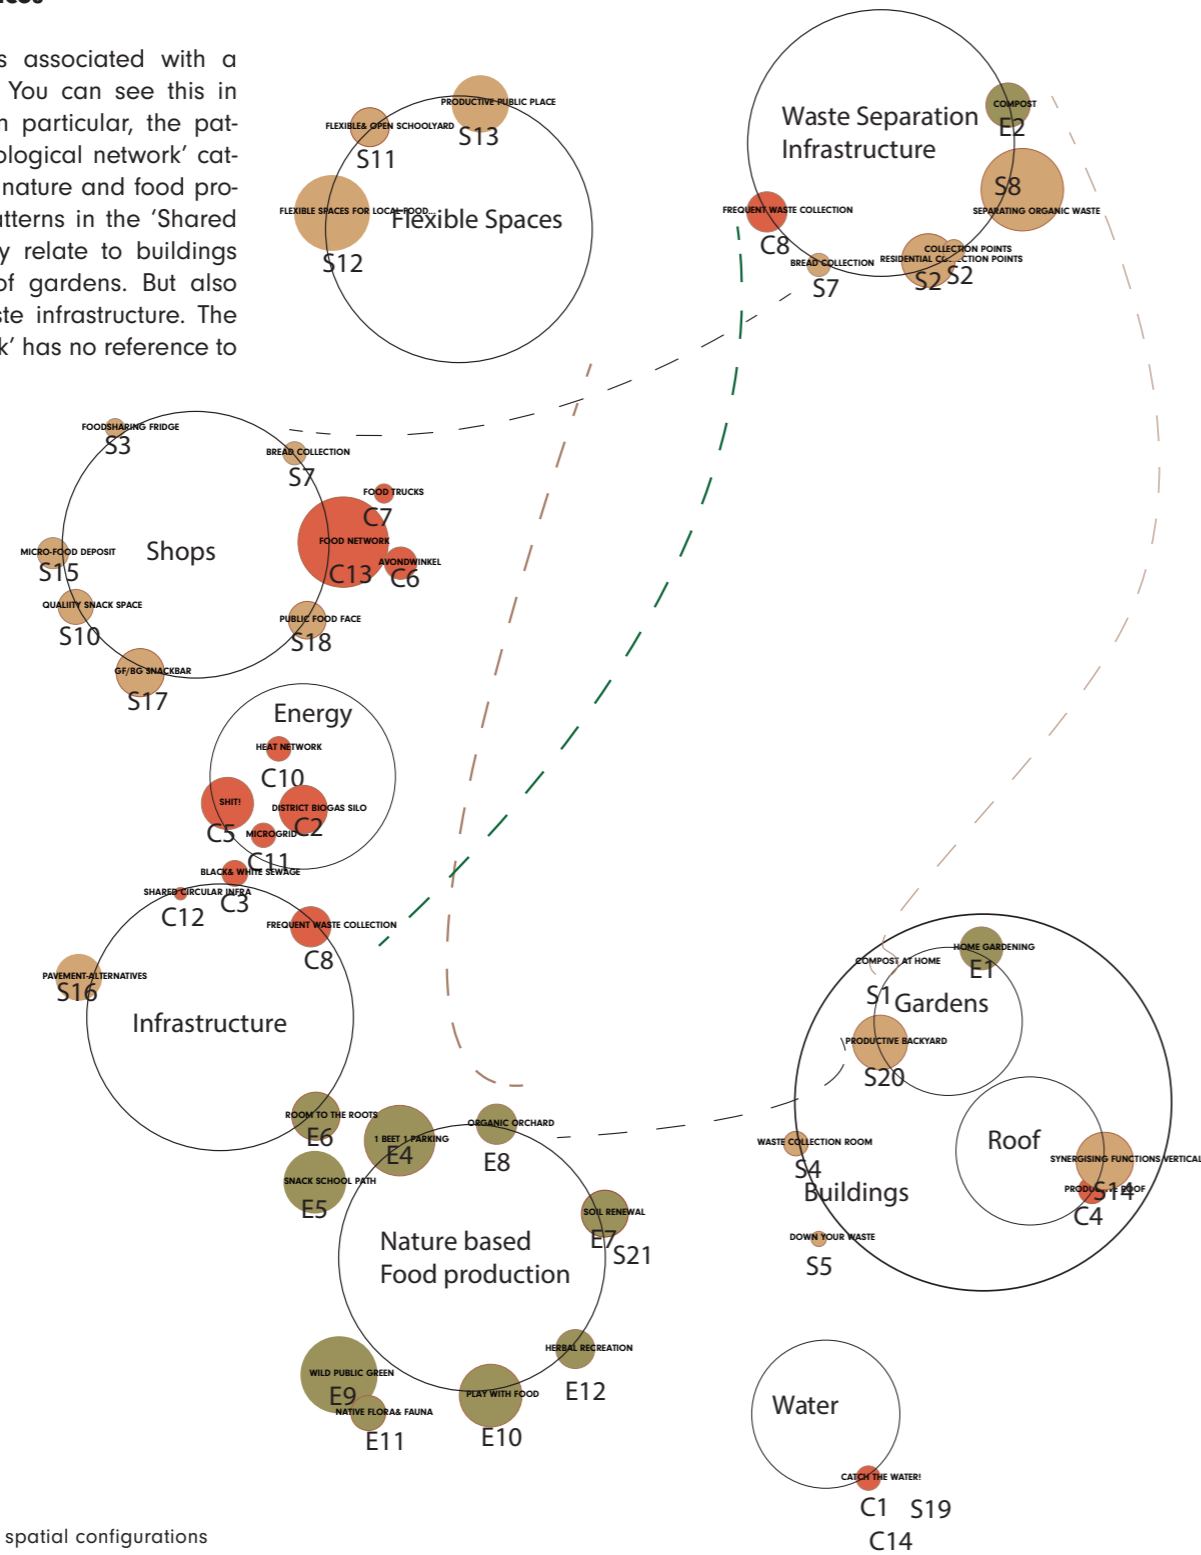 s associated with a
You can see this in
particular, the pat-
ological network' cat-
nature and food pro-
atterns in the 'Shared
y relate to buildings
of gardens. But also
ste infrastructure. The
k' has no reference to
PRODUCTIVE PUBLIC PLACE
S13
FLEXIBLE& OPEN SCHOOLYARD
S11
FLEXIBLE SPACES FOR LOCAL FOOD...
S12
Flexible Spaces
Waste Separation
Infrastructure
COMPOST
E2
S8
SEPARATING ORGANIC WASTE
FREQUENT WASTE COLLECTION
C8
BREAD COLLECTION
S7
COLLECTION POINTS
RESIDENTIAL COLLECTION POINTS
S2
S2
FOODSHARING FRIDGE
S3
BREAD COLLECTION
S7
FOOD TRUCKS
C7
FOOD NETWORK
C13
AVONDWINKEL
C6
Shops
MICRO-FOOD DEPOSIT
S15
QUALIITY SNACK SPACE
S10
PUBLIC FOOD FACE
S18
GF/BG SNACKBAR
S17
Energy
HEAT NETWORK
C10
SHIT!
C5
DISTRICT BIOGAS SILO
C2
MICROGRID
C11
BLACK& WHITE SEWAGE
C3
SHARED CIRCULAR INFRA
C12
FREQUENT WASTE COLLECTION
C8
PAVEMENT-ALTERNATIVES
S16
Infrastructure
HOME GARDENING
E1
COMPOST AT HOME
S1
Gardens
PRODUCTIVE BACKYARD
S20
ROOM TO THE ROOTS
E6
1 BEET 1 PARKING
E4
ORGANIC ORCHARD
E8
SNACK SCHOOL PATH
E5
SOIL RENEWAL
E7
S21
Nature based
Food production
WASTE COLLECTION ROOM
S4
Buildings
Roof
SYNERGISING FUNCTIONS VERTICAL
S14
ROOF
C4
DOWN YOUR WASTE
S5
HERBAL RECREATION
E12
WILD PUBLIC GREEN
E9
NATIVE FLORA& FAUNA
E11
PLAY WITH FOOD
E10
Water
CATCH THE WATER!
C1
S19
C14
spatial configurations